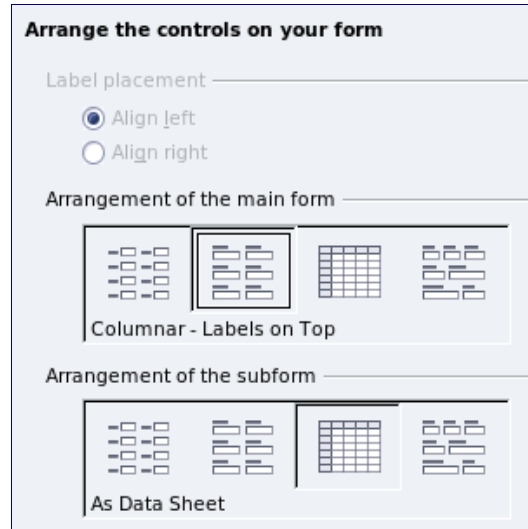 Arrange the controls on your form
Label placement
Align left
Align right
Arrangement of the main form
Columnar - Labels on Top
Arrangement of the subform
As Data Sheet